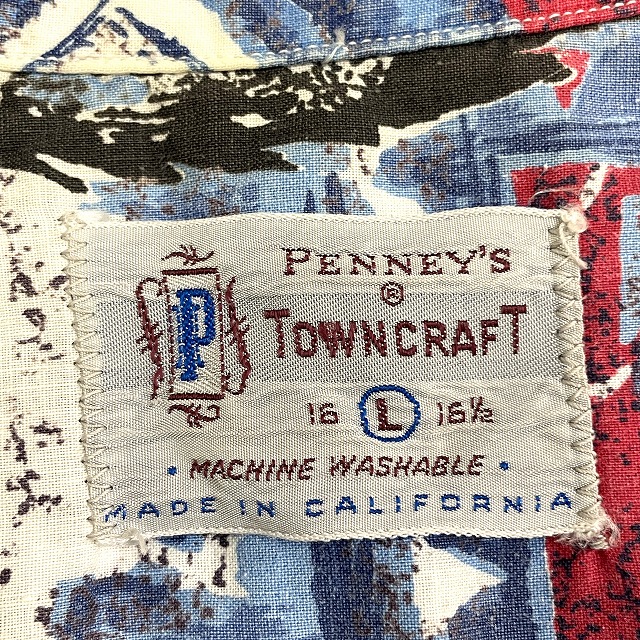 PENNEY'S
®
TOWNCRAFT
16 L 16½
• MACHINE WASHABLE •
MADE IN CALIFORNIA